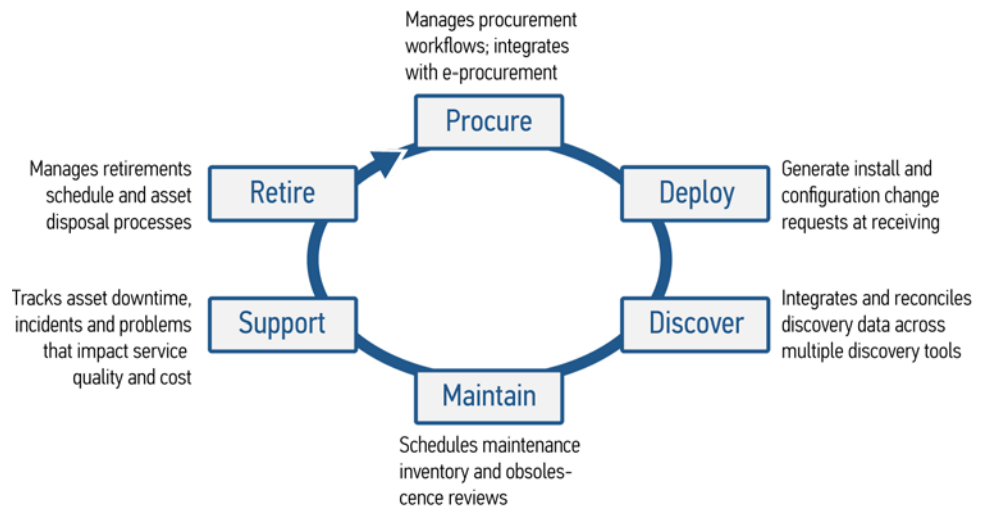 Manages procurement
workflows; integrates
with e-procurement
Procure
Deploy
Generate install and
configuration change
requests at receiving
Discover
Integrates and reconciles
discovery data across
multiple discovery tools
Maintain
Schedules maintenance
inventory and obsoles-
cence reviews
Support
Tracks asset downtime,
incidents and problems
that impact service
quality and cost
Retire
Manages retirements
schedule and asset
disposal processes